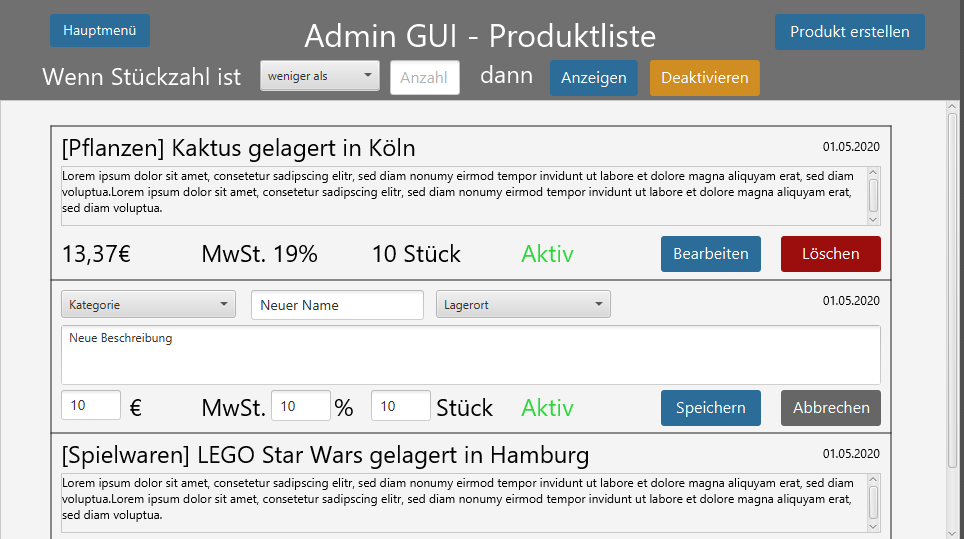 Hauptmenü
Admin GUI - Produktliste
Produkt erstellen
Wenn Stückzahl ist weniger als Anzahl dann Anzeigen Deaktivieren
[Pflanzen] Kaktus gelagert in Köln 01.05.2020
Lorem ipsum dolor sit amet, consetetur sadipscing elitr, sed diam nonumy eirmod tempor invidunt ut labore et dolore magna aliquyam erat, sed diam
voluptua.Lorem ipsum dolor sit amet, consetetur sadipscing elitr, sed diam nonumy eirmod tempor invidunt ut labore et dolore magna aliquyam erat,
sed diam voluptua.
13,37€ MwSt. 19% 10 Stück Aktiv Bearbeiten Löschen
Kategorie Neuer Name Lagerort 01.05.2020
Neue Beschreibung
10 € MwSt. 10 % 10 Stück Aktiv Speichern Abbrechen
[Spielwaren] LEGO Star Wars gelagert in Hamburg 01.05.2020
Lorem ipsum dolor sit amet, consetetur sadipscing elitr, sed diam nonumy eirmod tempor invidunt ut labore et dolore magna aliquyam erat, sed diam
voluptua.Lorem ipsum dolor sit amet, consetetur sadipscing elitr, sed diam nonumy eirmod tempor invidunt ut labore et dolore magna aliquyam erat,
sed diam voluptua.